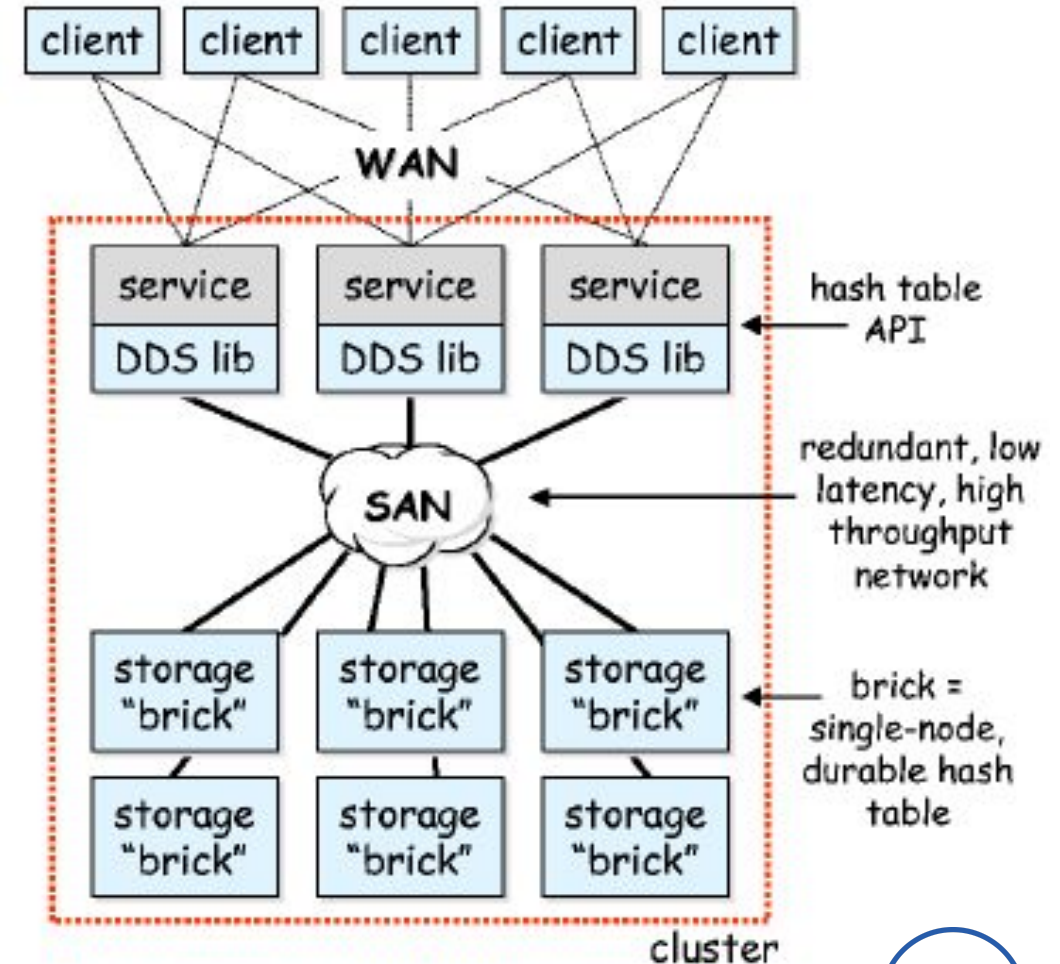 client client client client client
WAN
service service service
DDS lib DDS lib DDS lib
hash table
API
SAN
redundant, low
latency, high
throughput
network
storage storage storage
"brick" "brick" "brick"
brick =
single-node,
durable hash
table
storage storage storage
"brick" "brick" "brick"
cluster